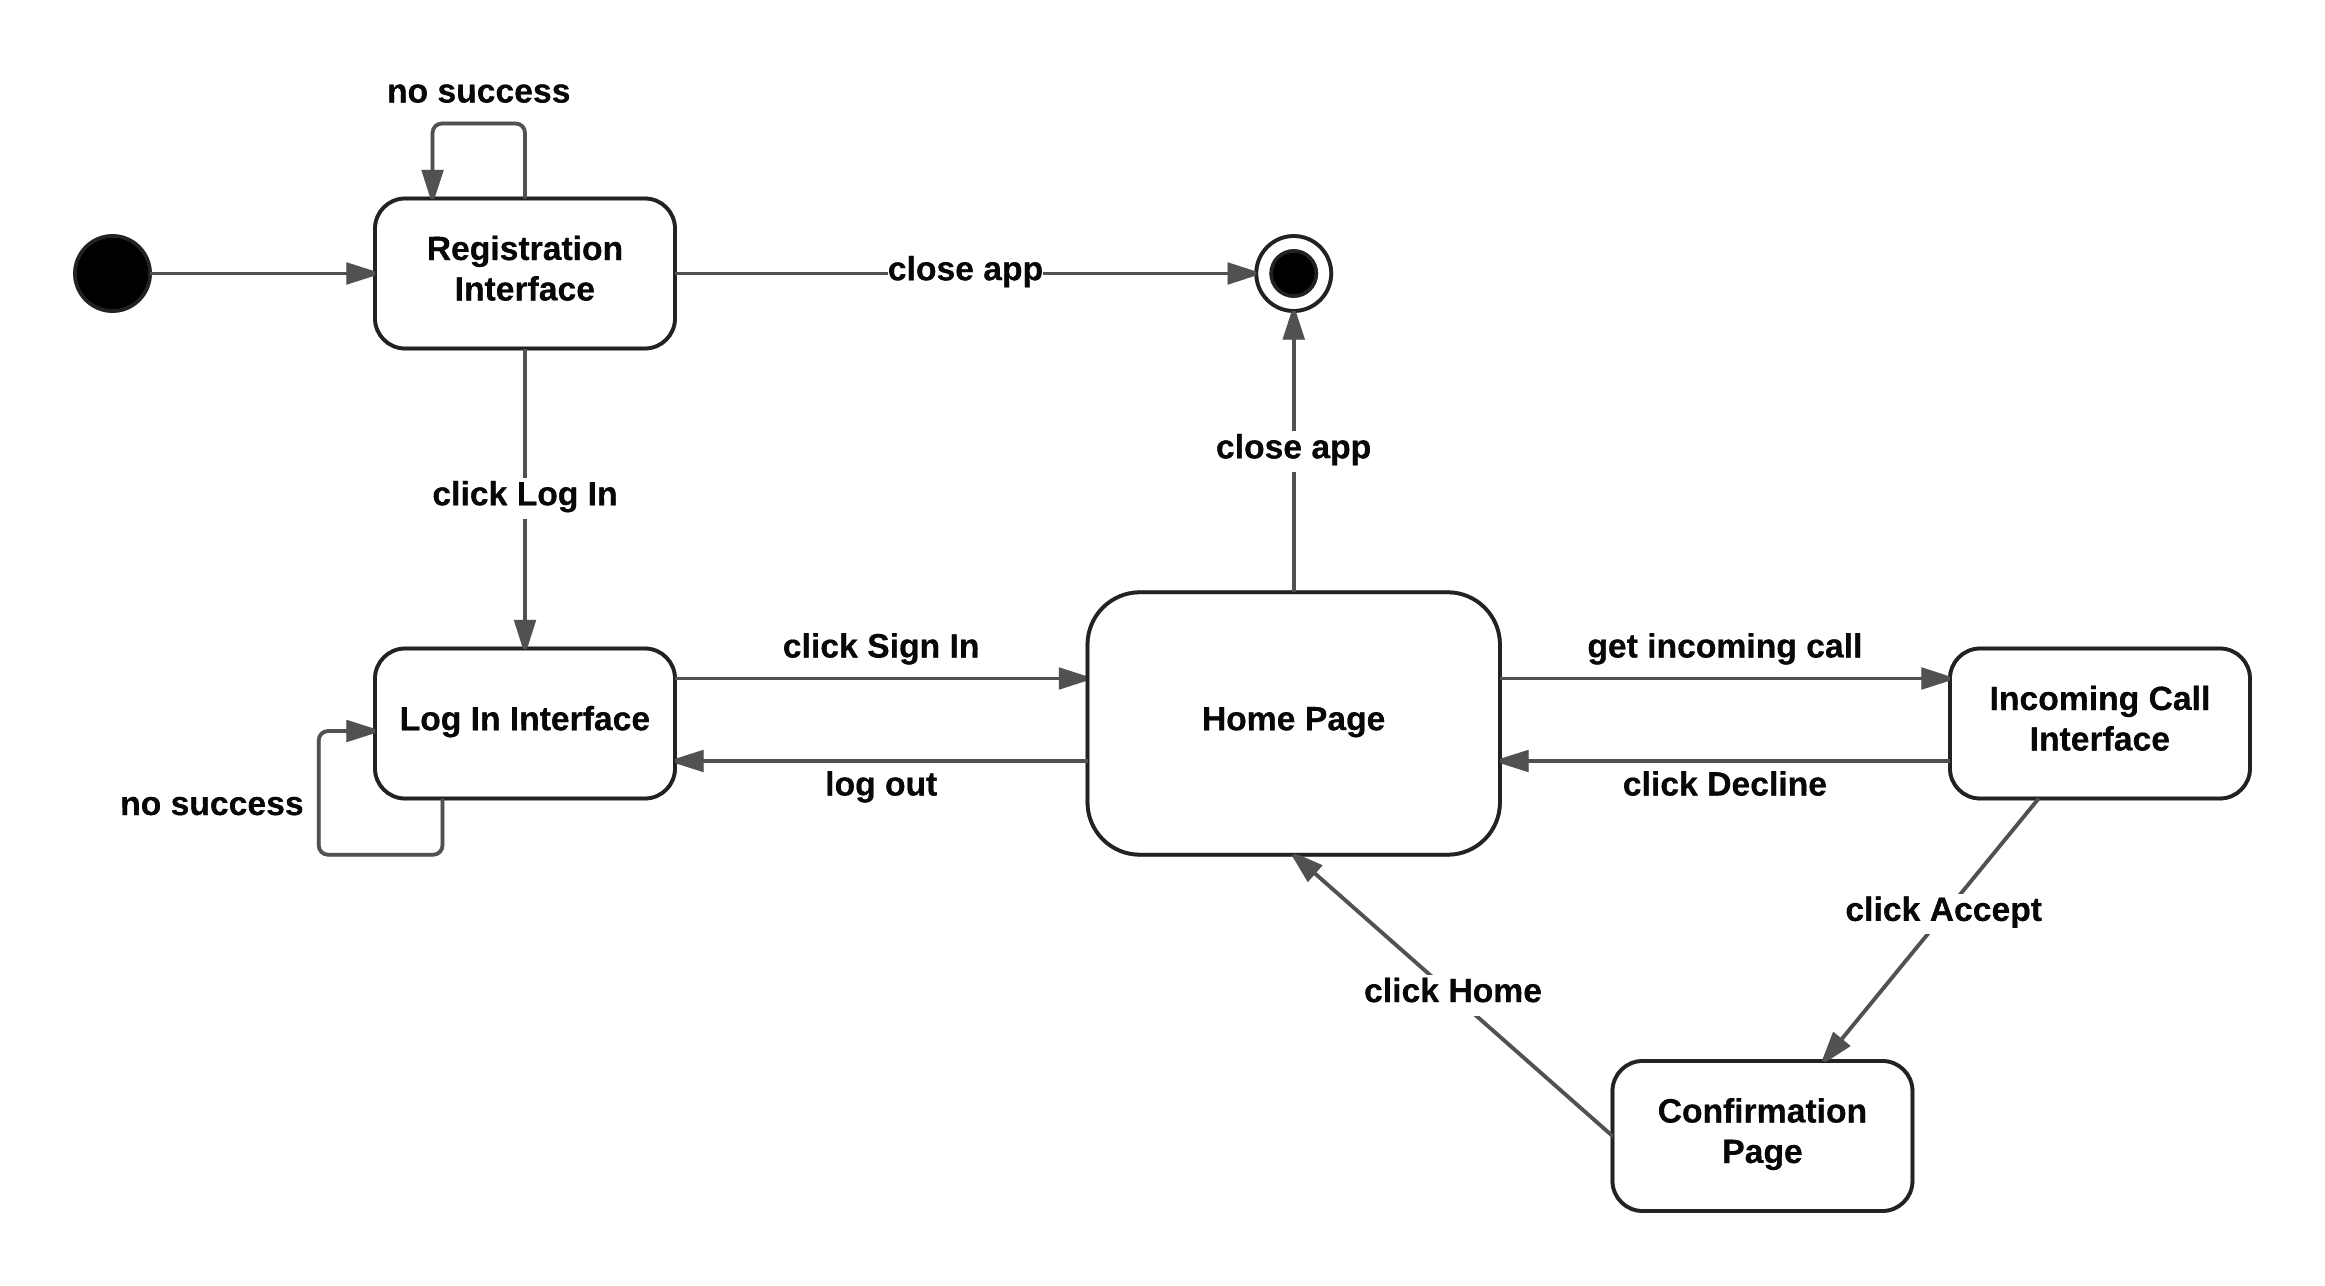 no success
Registration
Interface
close app
click Log In
close app
click Sign In
get incoming call
Log In Interface
Home Page
Incoming Call
Interface
no success
log out
click Decline
click Accept
click Home
Confirmation
Page